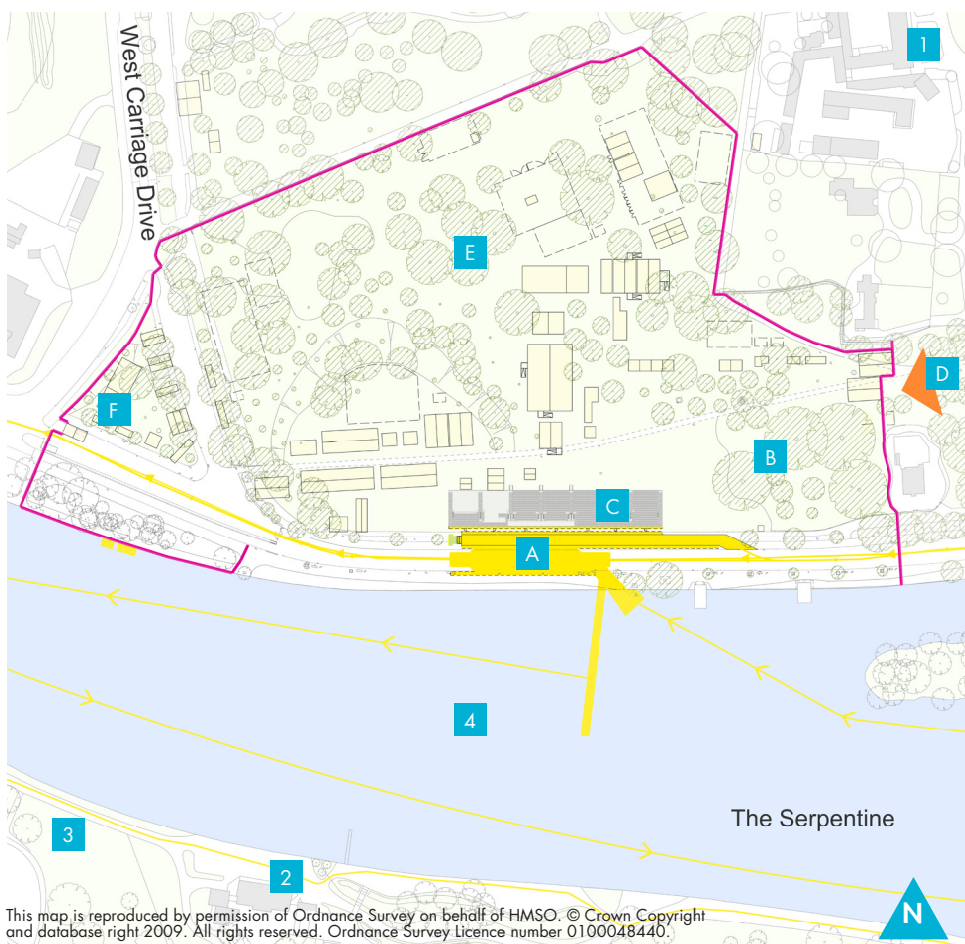 West Carriage Drive
1
E
D
F
B
C
A
4
The Serpentine
3
2
N
This map is reproduced by permission of Ordnance Survey on behalf of HMSO. © Crown Copyright
and database right 2009. All rights reserved. Ordnance Survey Licence number 0100048440.